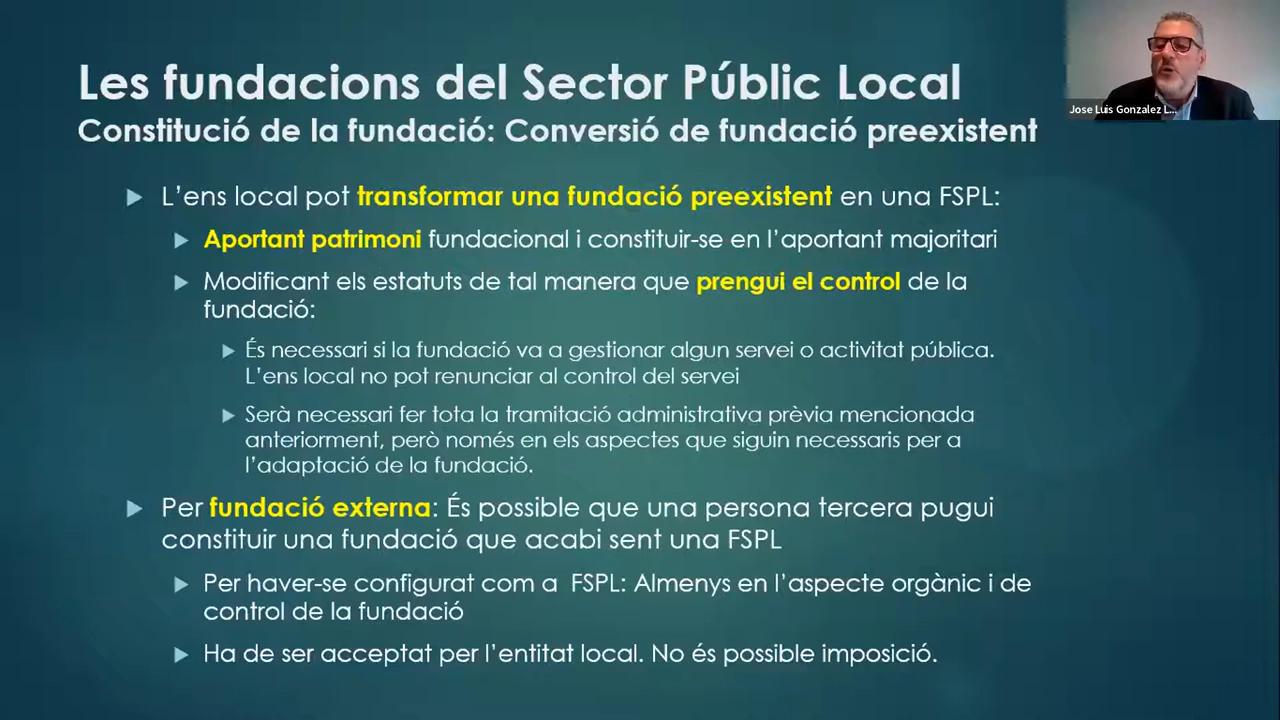 Les fundacions del Sector Públic Local
Constitució de la fundació: Conversió de fundació preexistent
Jose Luis Gonzalez L...
L'ens local pot transformar una fundació preexistent en una FSPL:
Aportant patrimoni fundacional i constituir-se en l'aportant majoritari
Modificant els estatuts de tal manera que prengui el control de la
fundació:
És necessari si la fundació va a gestionar algun servei o activitat pública.
L'ens local no pot renunciar al control del servei
Serà necessari fer tota la tramitació administrativa prèvia mencionada
anteriorment, però només en els aspectes que siguin necessaris per a
l'adaptació de la fundació.
Per fundació externa: És possible que una persona tercera pugui
constituir una fundació que acabi sent una FSPL
Per haver-se configurat com a FSPL: Almenys en l'aspecte orgànic i de
control de la fundació
Ha de ser acceptat per l'entitat local. No és possible imposició.